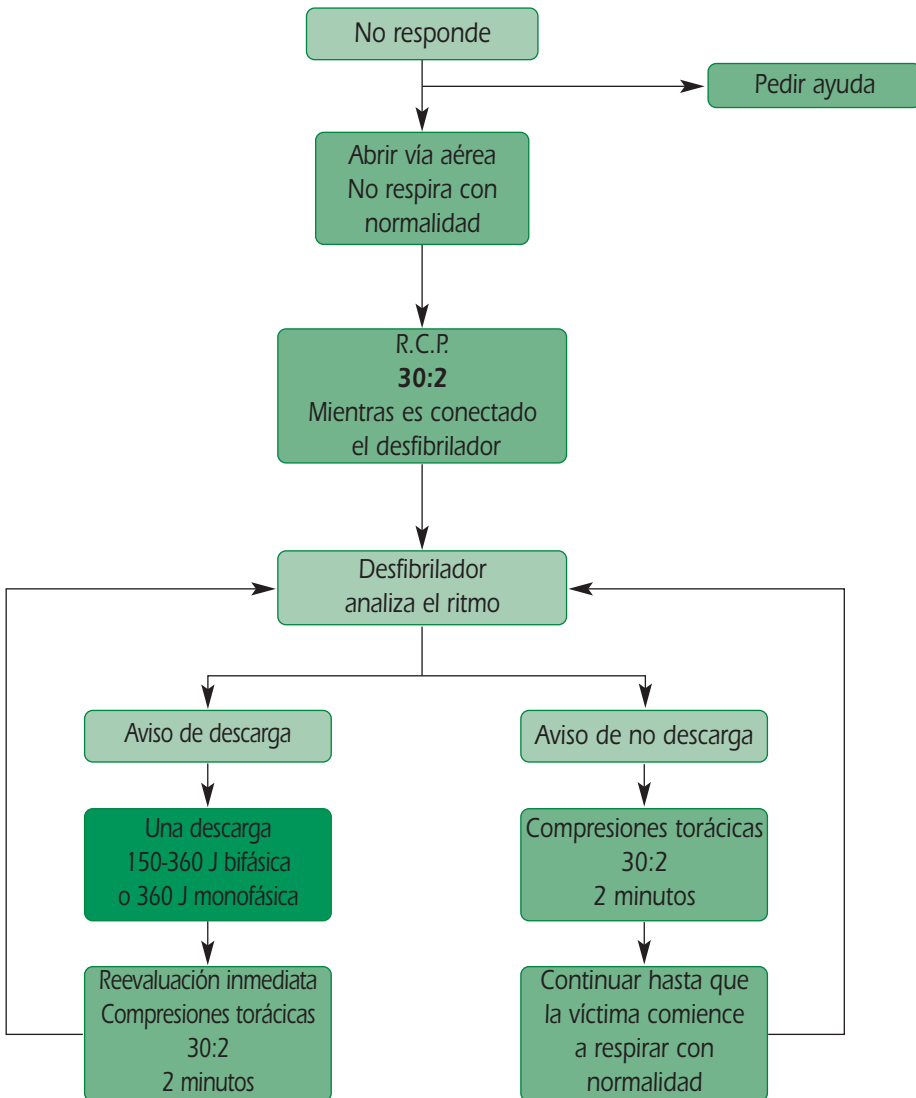 No responde
Pedir ayuda
Abrir vía aérea
No respira con
normalidad
R.C.P.
30:2
Mientras es conectado
el desfibrilador
Desfibrilador
analiza el ritmo
Aviso de descarga
Aviso de no descarga
Una descarga
150-360 J bifásica
o 360 J monofásica
Compresiones torácicas
30:2
2 minutos
Reevaluación inmediata
Compresiones torácicas
30:2
2 minutos
Continuar hasta que
la víctima comience
a respirar con
normalidad